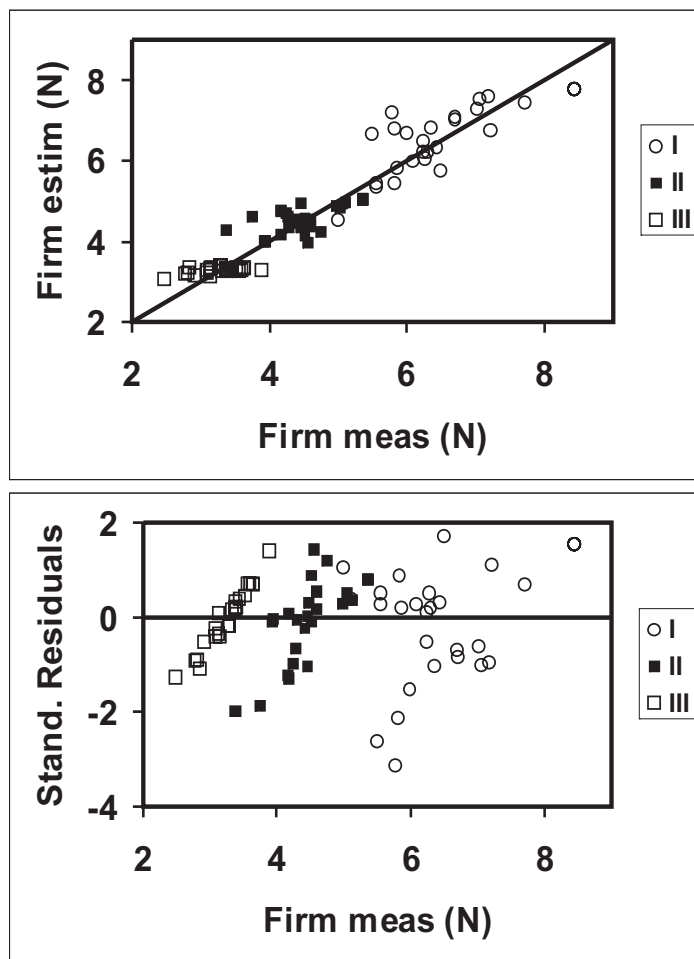 Firm estim (N)
8
6
4
2
2 4 6 8
Firm meas (N)
I
II
III
Stand. Residuals
2
0
-2
-4
2 4 6 8
Firm meas (N)
I
II
III